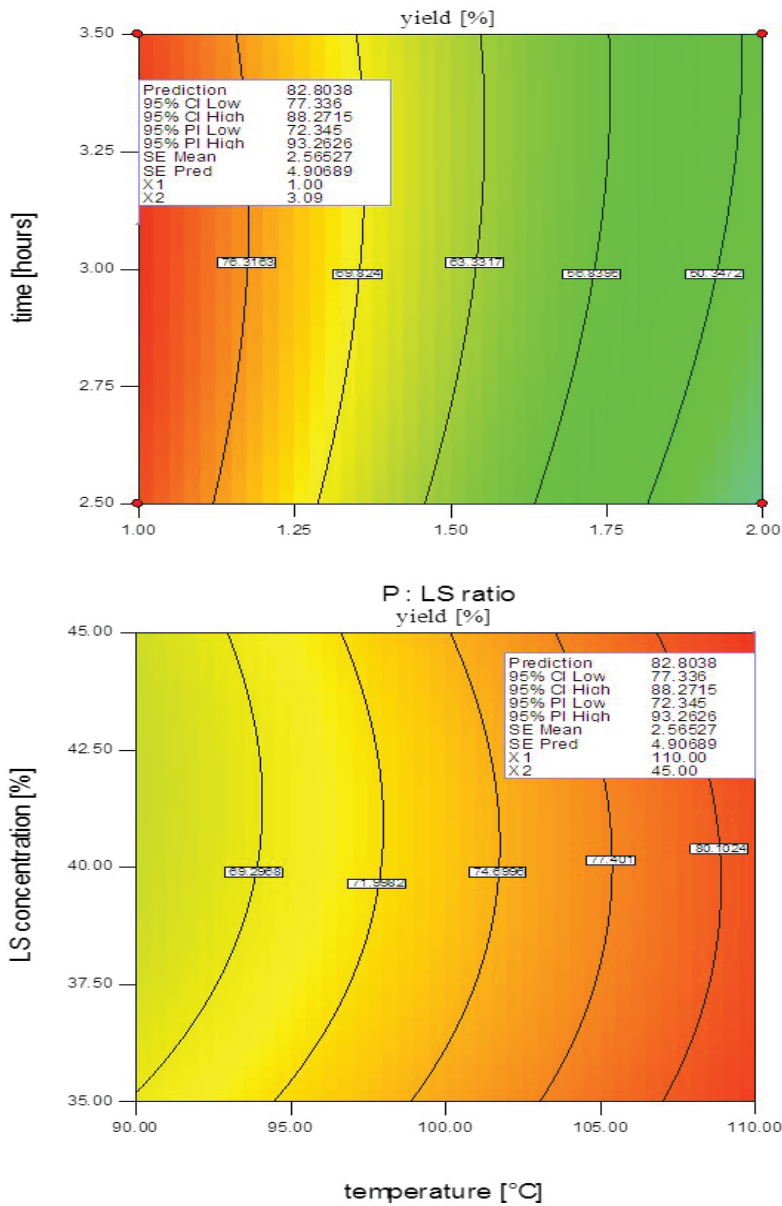 yield [%]
3.50
3.25
3.00
2.75
2.50
time [hours]
Prediction 82.8038
95% CI Low 77.336
95% CI High 88.2715
95% PI Low 72.345
95% PI High 93.2626
SE Mean 2.56527
SE Pred 4.90689
X1 1.00
X2 3.09
76.3163 69.824 63.3317 56.8395 50.3472
1.00 1.25 1.50 1.75 2.00
P : LS ratio
yield [%]
45.00
42.50
40.00
37.50
35.00
LS concentration [%]
Prediction 82.8038
95% CI Low 77.336
95% CI High 88.2715
95% PI Low 72.345
95% PI High 93.2626
SE Mean 2.56527
SE Pred 4.90689
X1 110.00
X2 45.00
69.2968 71.9982 74.6996 77.401 80.1024
90.00 95.00 100.00 105.00 110.00
temperature [°C]